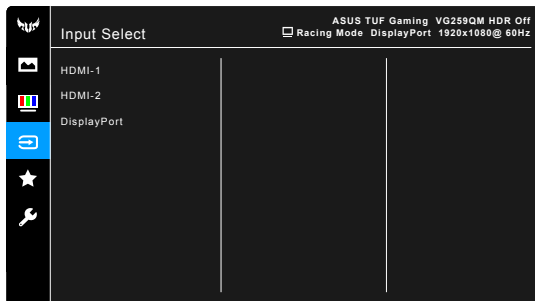 Input Select
ASUS TUF Gaming VG259QM HDR Off
Racing Mode DisplayPort 1920x1080@ 60Hz
HDMI-1
HDMI-2
DisplayPort